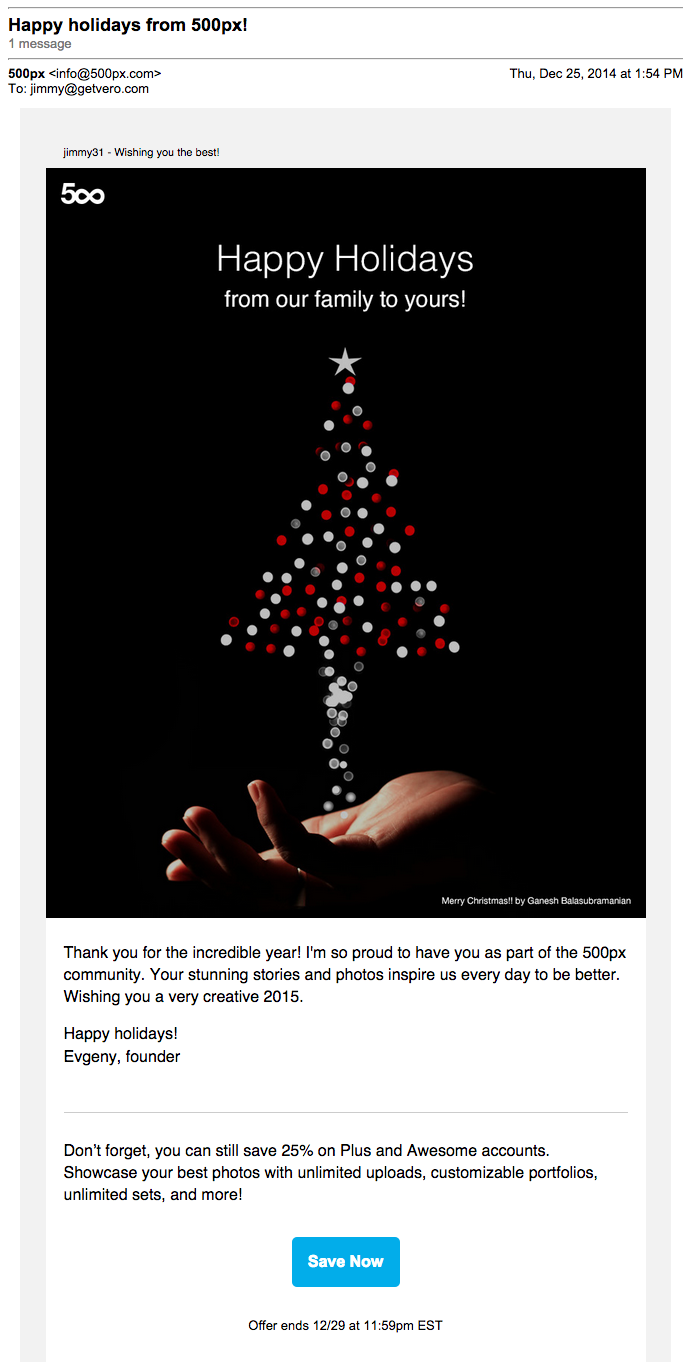 Happy holidays from 500px!
1 message
500px <info@500px.com>
Thu, Dec 25, 2014 at 1:54 PM
To: jimmy@getvero.com
jimmy31 - Wishing you the best!
500
Happy Holidays
from our family to yours!
Merry Christmas!! by Ganesh Balasubramanian
Thank you for the incredible year! I'm so proud to have you as part of the 500px
community. Your stunning stories and photos inspire us every day to be better.
Wishing you a very creative 2015.
Happy holidays!
Evgeny, founder
Don’t forget, you can still save 25% on Plus and Awesome accounts.
Showcase your best photos with unlimited uploads, customizable portfolios,
unlimited sets, and more!
Save Now
Offer ends 12/29 at 11:59pm EST